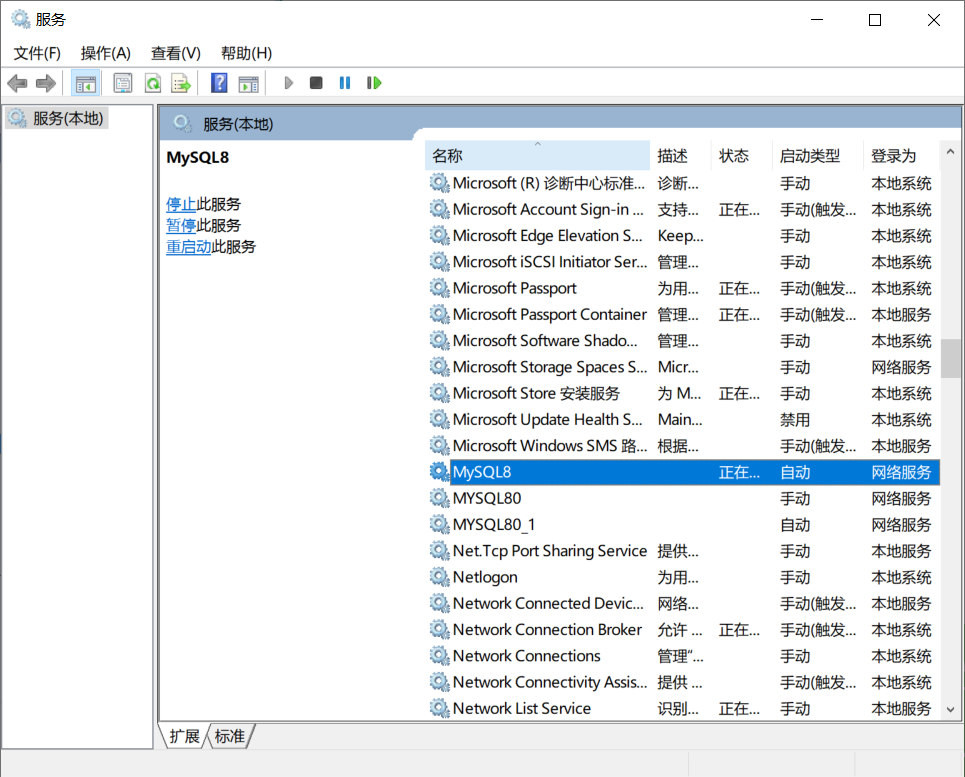 服务
文件(F) 操作(A) 查看(V) 帮助(H)
服务(本地)
服务(本地)
MySQL8
停止此服务
暂停此服务
重启动此服务
名称 描述 状态 启动类型 登录为
Microsoft (R) 诊断中心标准... 诊断... 手动 本地系统
Microsoft Account Sign-in ... 支持... 正在... 手动(触发... 本地系统
Microsoft Edge Elevation S... Keep... 手动 本地系统
Microsoft iSCSI Initiator Ser... 管理... 手动 本地系统
Microsoft Passport 为用... 正在... 手动(触发... 本地系统
Microsoft Passport Container 管理... 正在... 手动(触发... 本地服务
Microsoft Software Shado... 管理... 手动 本地系统
Microsoft Storage Spaces S... Micr... 手动 网络服务
Microsoft Store 安装服务 为 M... 正在... 手动 本地系统
Microsoft Update Health S... Main... 禁用 本地系统
Microsoft Windows SMS 路... 根据... 手动(触发... 本地服务
MySQL8 正在... 自动 网络服务
MYSQL80 手动 网络服务
MYSQL80_1 自动 网络服务
Net.Tcp Port Sharing Service 提供... 手动 本地服务
Netlogon 为用... 手动 本地系统
Network Connected Devic... 网络... 手动(触发... 本地服务
Network Connection Broker 允许 ... 正在... 手动(触发... 本地系统
Network Connections 管理“... 手动 本地系统
Network Connectivity Assis... 提供 ... 手动(触发... 本地系统
Network List Service 识别... 正在... 手动 本地服务
扩展 标准